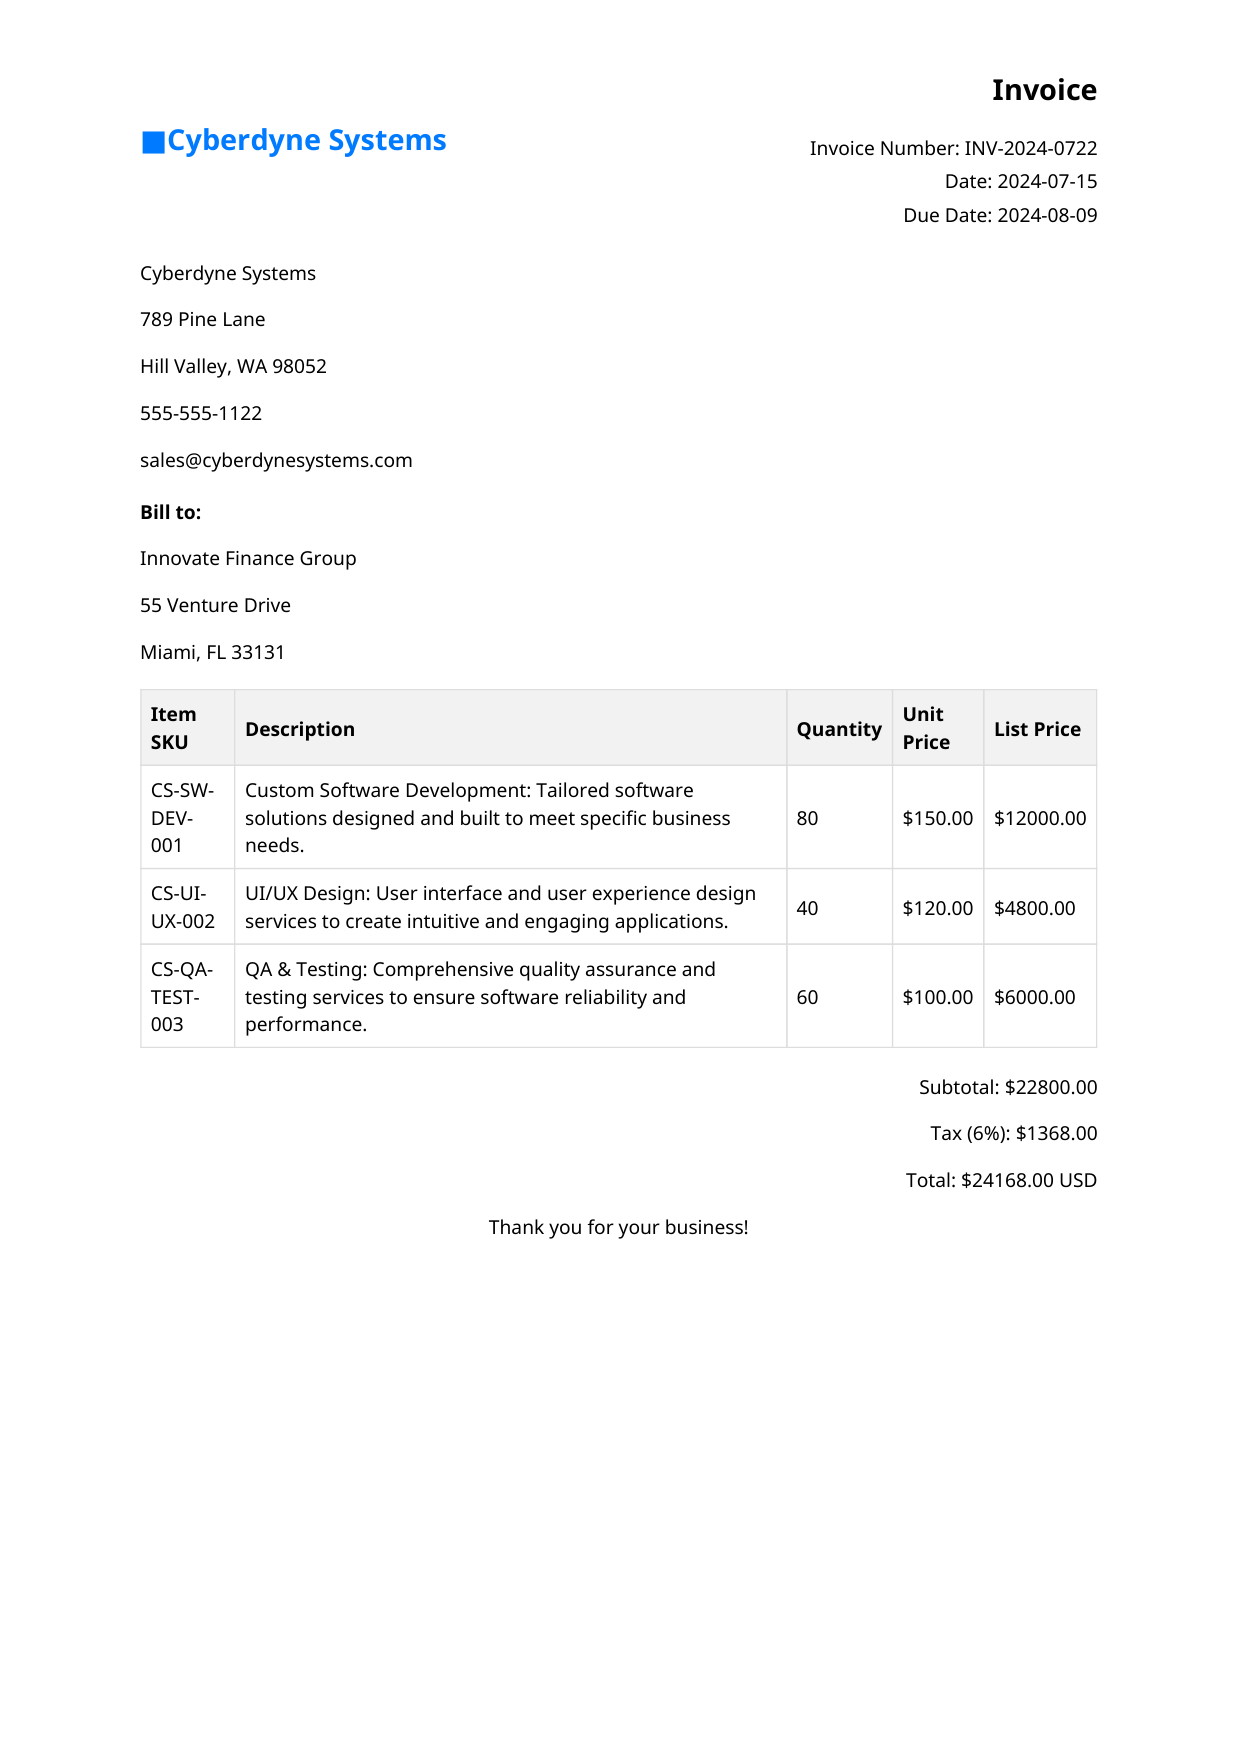 Invoice
■Cyberdyne Systems
Invoice Number: INV-2024-0722
Date: 2024-07-15
Due Date: 2024-08-09
Cyberdyne Systems
789 Pine Lane
Hill Valley, WA 98052
555-555-1122
sales@cyberdynesystems.com
Bill to:
Innovate Finance Group
55 Venture Drive
Miami, FL 33131
Item
SKU
Description
Quantity
Unit
Price
List Price
CS-SW-
DEV-
001
Custom Software Development: Tailored software
solutions designed and built to meet specific business
needs.
80
$150.00
$12000.00
CS-UI-
UX-002
UI/UX Design: User interface and user experience design
services to create intuitive and engaging applications.
40
$120.00
$4800.00
CS-QA-
TEST-
003
QA & Testing: Comprehensive quality assurance and
testing services to ensure software reliability and
performance.
60
$100.00
$6000.00
Subtotal: $22800.00
Tax (6%): $1368.00
Total: $24168.00 USD
Thank you for your business!